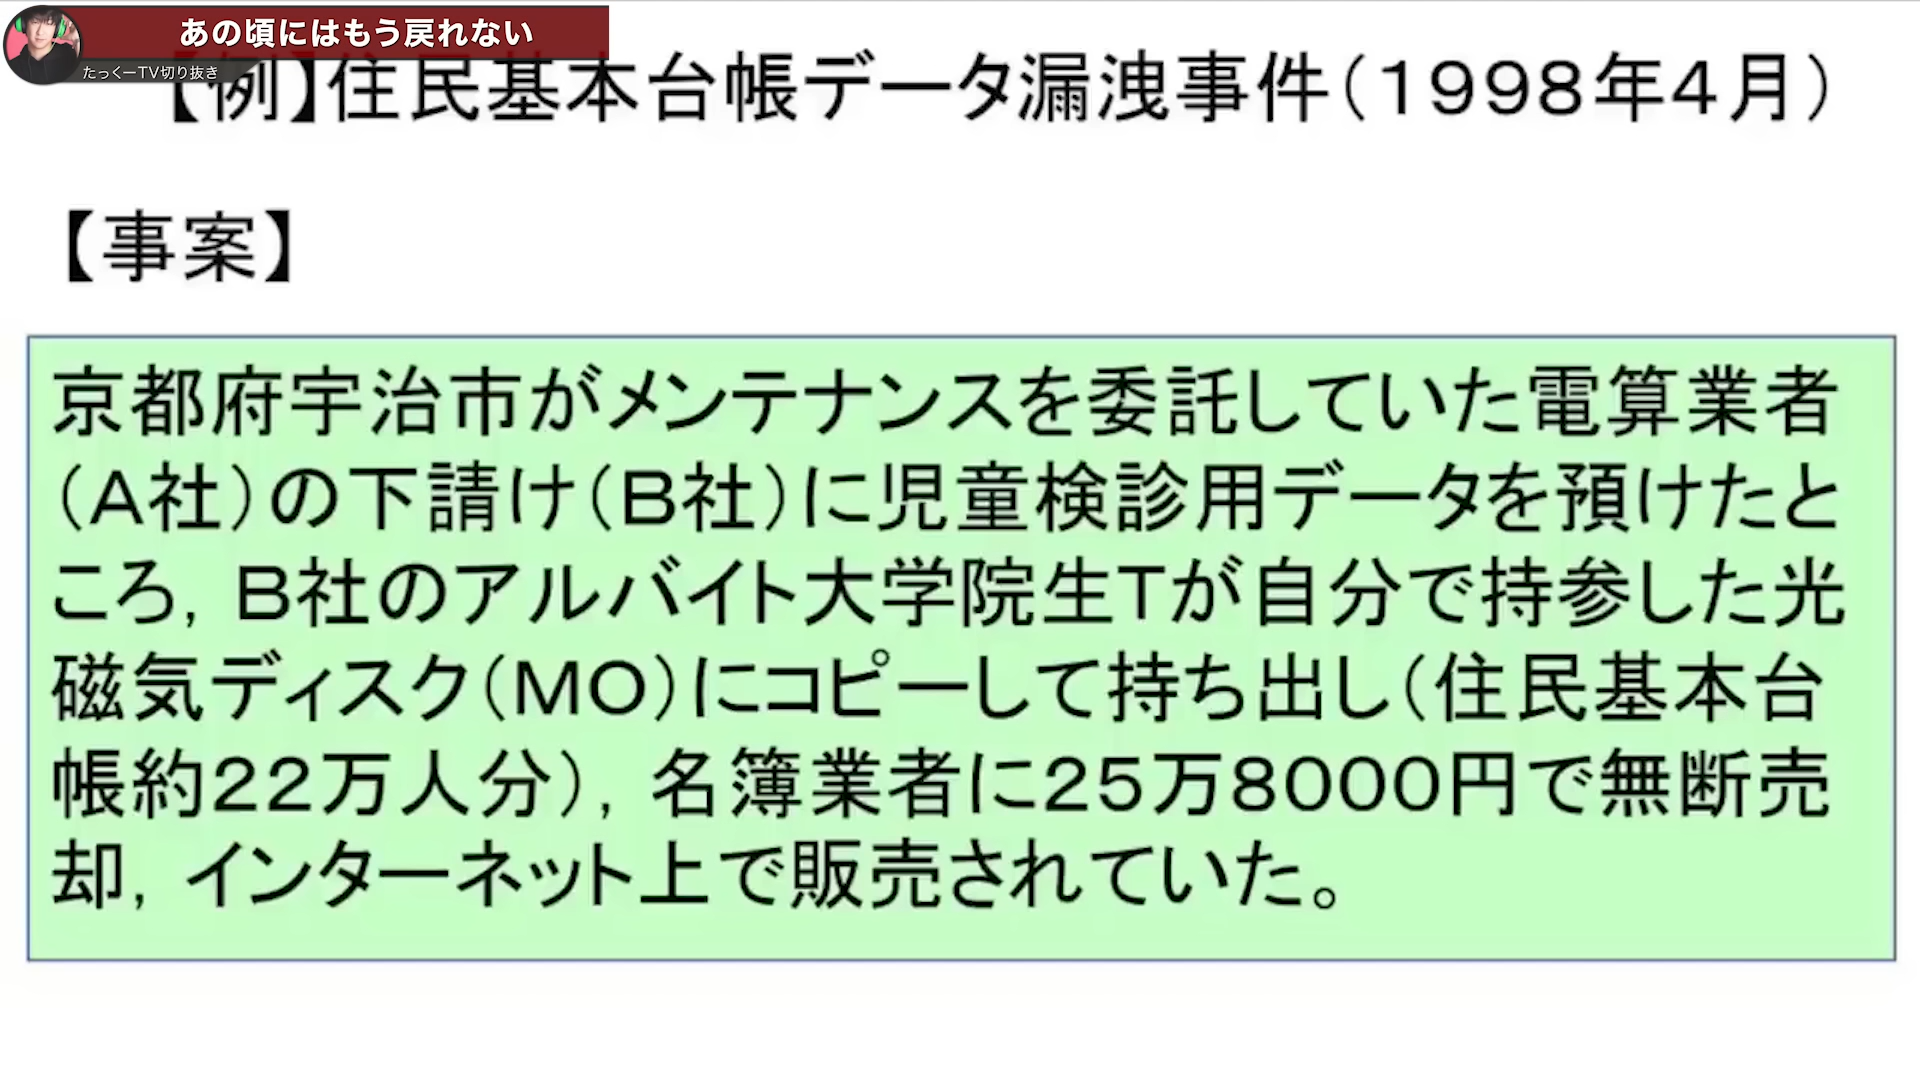 あの頃にはもう戻れない
たっくーTV切り抜き
【例】住民基本台帳データ漏洩事件（１９９８年４月）
【事案】
京都府宇治市がメンテナンスを委託していた電算業者
（Ａ社）の下請け（Ｂ社）に児童検診用データを預けたと
ころ，Ｂ社のアルバイト大学院生Ｔが自分で持参した光
磁気ディスク（ＭＯ）にコピーして持ち出し（住民基本台
帳約２２万人分），名簿業者に２５万８０００円で無断売
却，インターネット上で販売されていた。